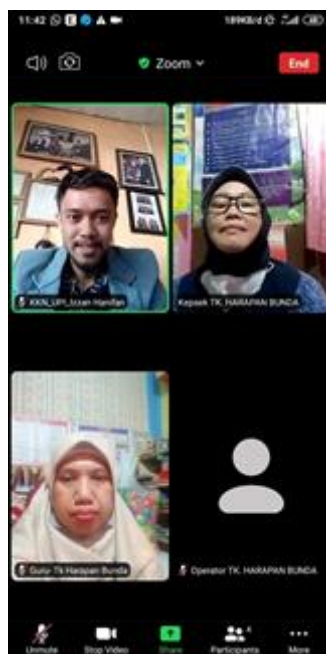 11:42
Zoom
End
KKN_UPI_Izzan Hanifan
Kepsek TK. HARAPAN BUNDA
Guru- Tk Harapan Bunda
Operator TK. HARAPAN BUNDA
Unmute
Stop Video
Share
Participants
More